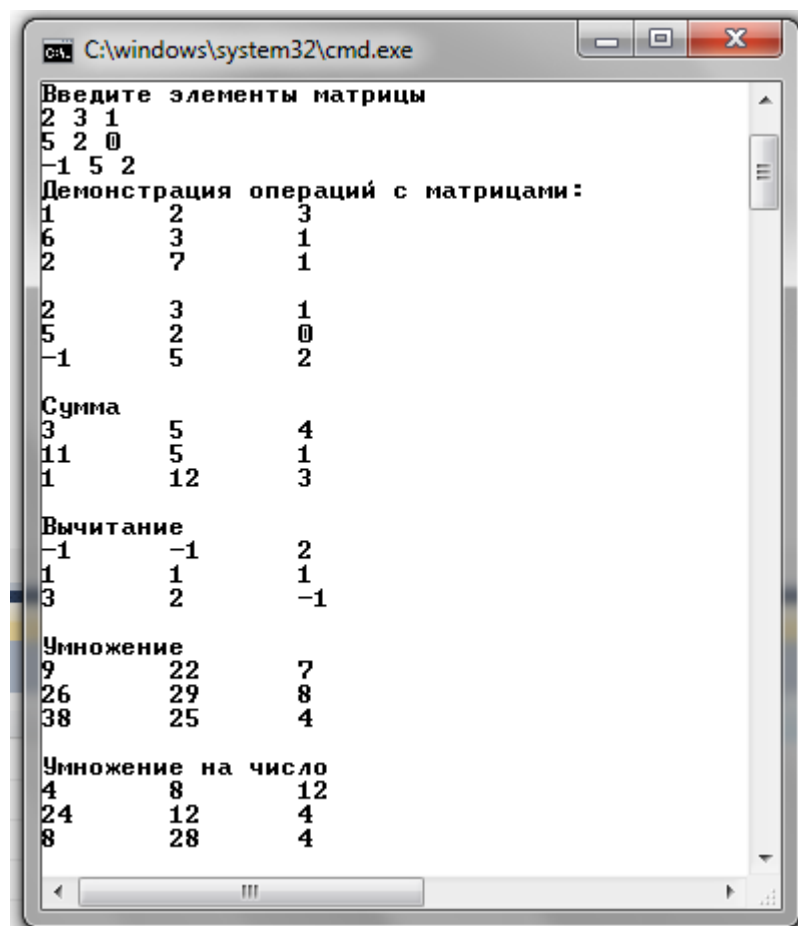 C:\windows\system32\cmd.exe
Введите элементы матрицы
2 3 1
5 2 0
-1 5 2
Демонстрация операций с матрицами:
1 2 3
6 3 1
2 7 1
2 3 1
5 2 0
-1 5 2
Сумма
3 5 4
11 5 1
1 12 3
Вычитание
-1 -1 2
1 1 1
3 2 -1
Умножение
9 22 7
26 29 8
38 25 4
Умножение на число
4 8 12
24 12 4
8 28 4